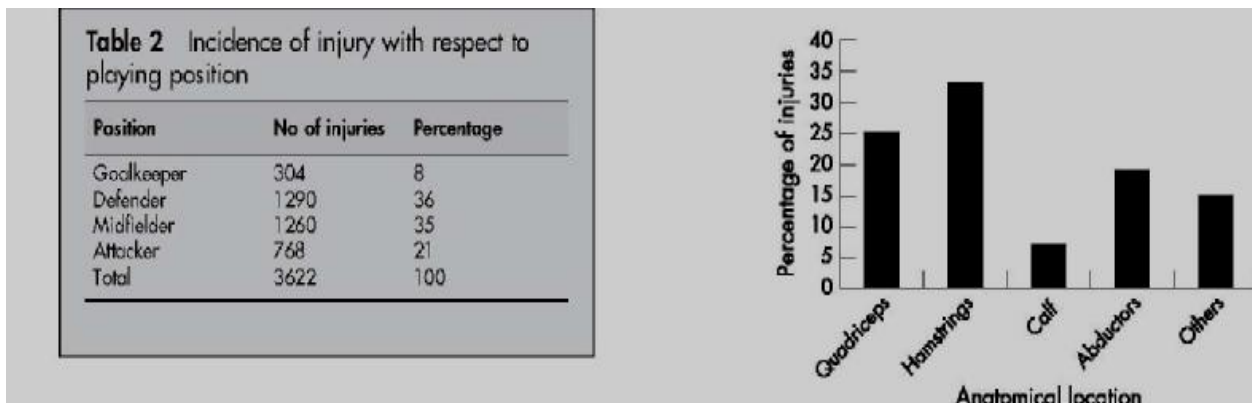 Table 2 Incidence of injury with respect to
playing position
Position No of injuries Percentage
Goalkeeper 304 8
Defender 1290 36
Midfielder 1260 35
Attacker 768 21
Total 3622 100
Percentage of injuries
40
35
30
25
20
15
10
5
0
Quadriceps
Hamstrings
Calf
Abductors
Others
Anatomical location